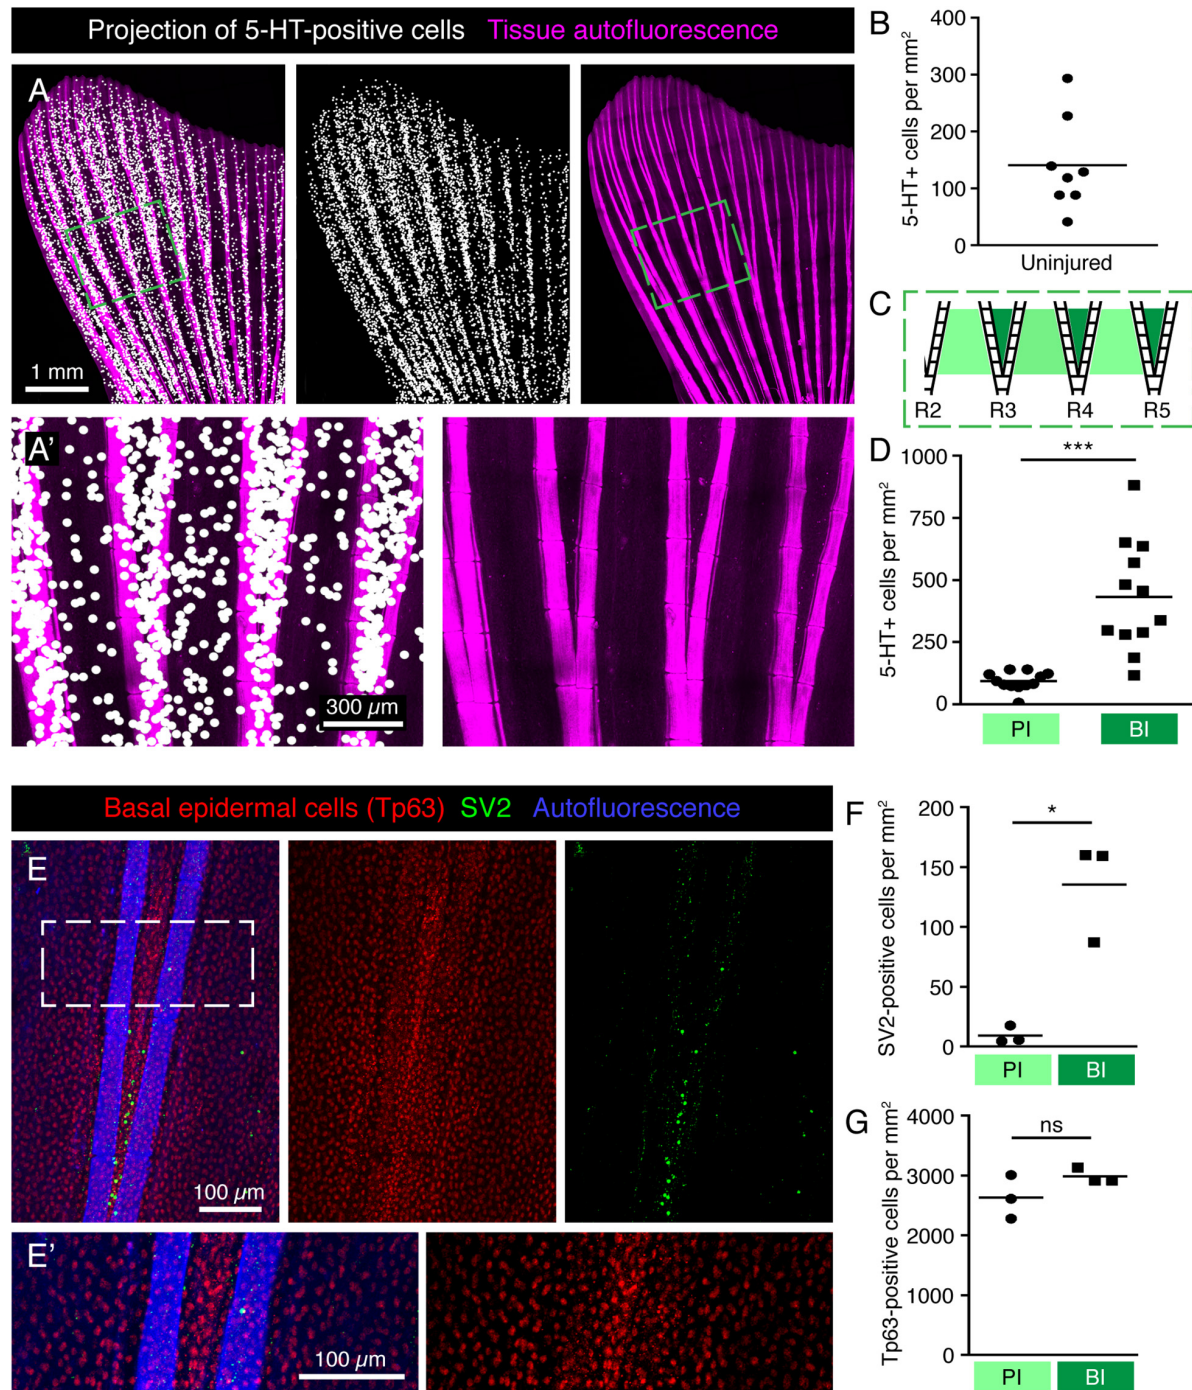 Projection of 5-HT-positive cells Tissue autofluorescence
A
1 mm
A'
300 µm
B
5-HT+ cells per mm²
400
300
200
100
0
Uninjured
C
R2 R3 R4 R5
D
5-HT+ cells per mm²
1000
750
500
250
0
***
PI BI
Basal epidermal cells (Tp63) SV2 Autofluorescence
E
100 µm
E'
100 µm
F
SV2-positive cells per mm²
200
150
100
50
0
*
PI BI
G
Tp63-positive cells per mm²
4000
3000
2000
1000
0
ns
PI BI